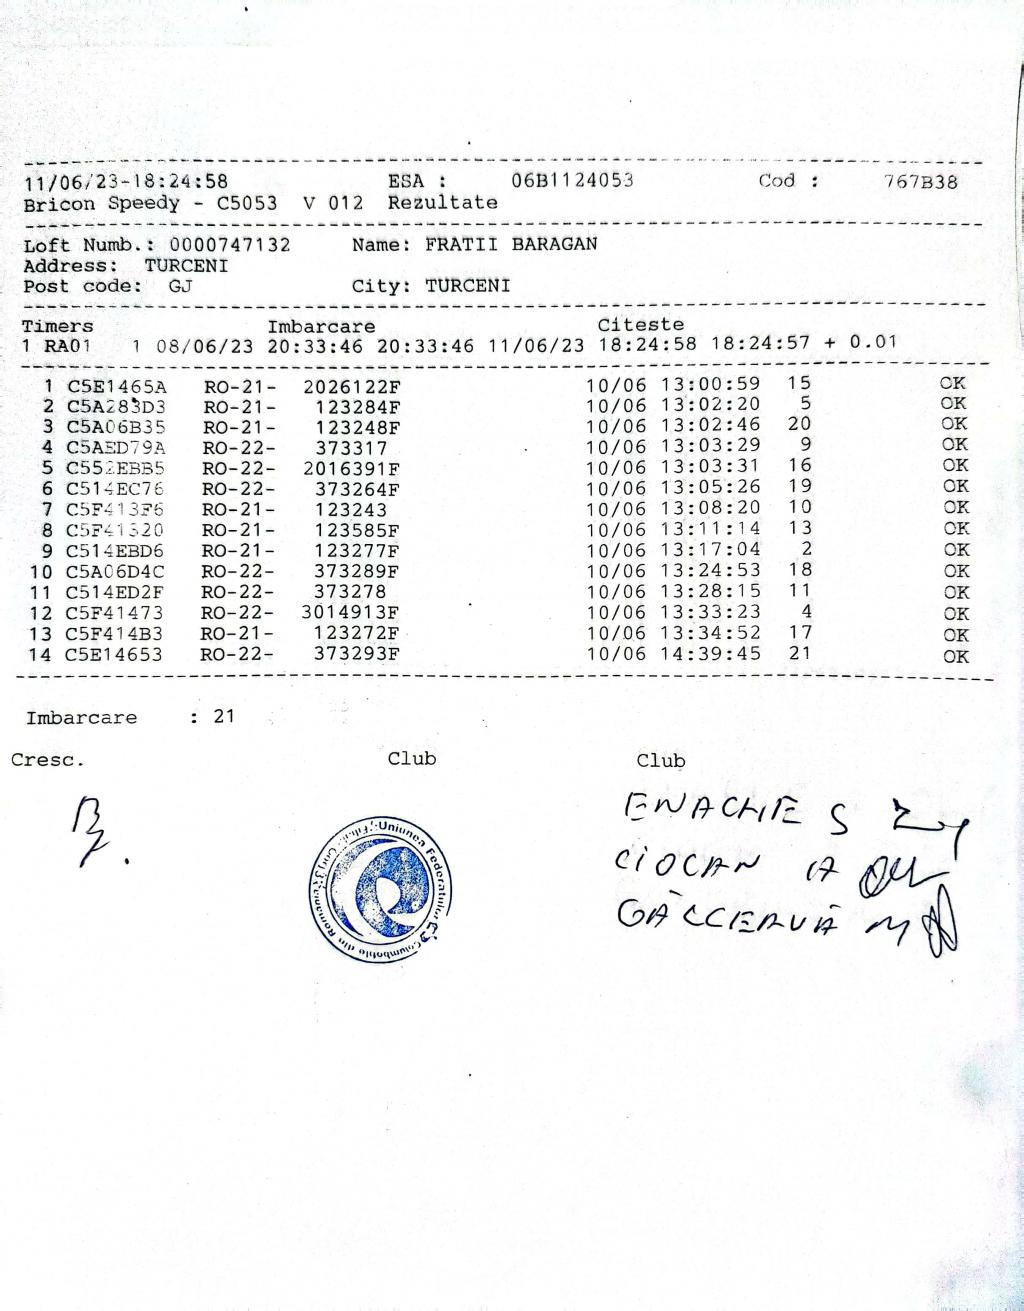 11/06/23-18:24:58 ESA : 06B1124053 Cod : 767B38
Bricon Speedy - C5053 V 012 Rezultate
Loft Numb.: 0000747132 Name: FRATII BARAGAN
Address: TURCENI
Post code: GJ City: TURCENI
Timers Imbarcare Citeste
1 RA01 1 08/06/23 20:33:46 20:33:46 11/06/23 18:24:58 18:24:57 + 0.01
1 C5E1465A RO-21- 2026122F 10/06 13:00:59 15 OK
2 C5A283D3 RO-21- 123284F 10/06 13:02:20 5 OK
3 C5A06B35 RO-21- 123248F 10/06 13:02:46 20 OK
4 C5AED79A RO-22- 373317 10/06 13:03:29 9 OK
5 C552EBB5 RO-22- 2016391F 10/06 13:03:31 16 OK
6 C514EC76 RO-22- 373264F 10/06 13:05:26 19 OK
7 C5F413F6 RO-21- 123243 10/06 13:08:20 10 OK
8 C5F41320 RO-21- 123585F 10/06 13:11:14 13 OK
9 C514EBD6 RO-21- 123277F 10/06 13:17:04 2 OK
10 C5A06D4C RO-22- 373289F 10/06 13:24:53 18 OK
11 C514ED2F RO-22- 373278 10/06 13:28:15 11 OK
12 C5F41473 RO-22- 3014913F 10/06 13:33:23 4 OK
13 C5F414B3 RO-21- 123272F 10/06 13:34:52 17 OK
14 C5E14653 RO-22- 373293F 10/06 14:39:45 21 OK
Imbarcare : 21
Cresc. Club Club
ENACHE S
CIOCAN
Uniunea Federatiilor
Columbofile din Romania